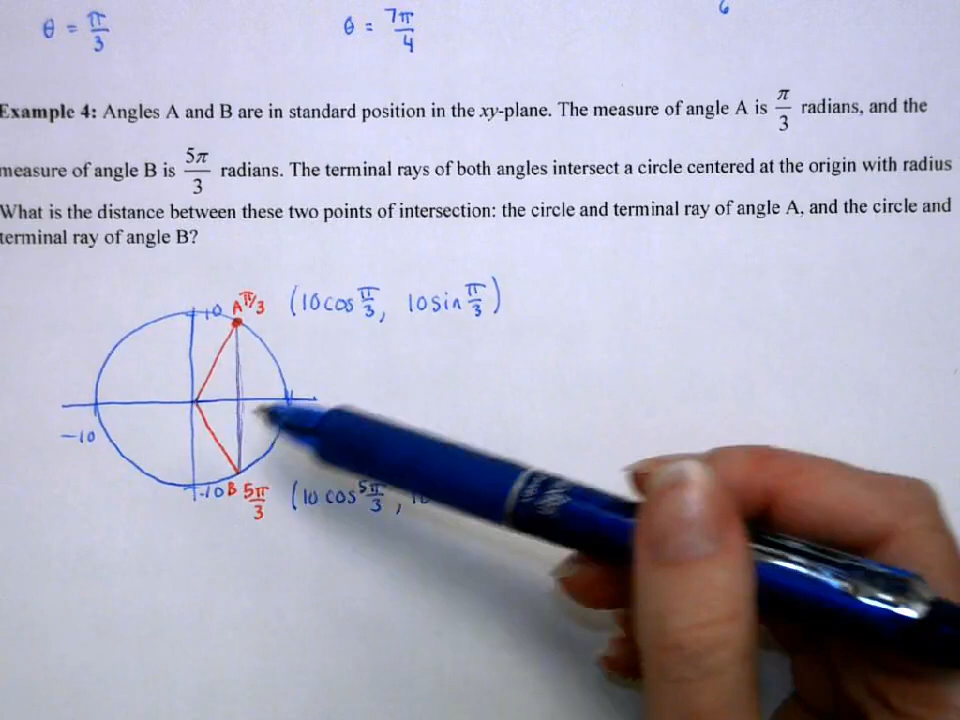 θ = π/3 θ = 7π/4 6
Example 4: Angles A and B are in standard position in the xy-plane. The measure of angle A is π/3 radians, and the
measure of angle B is 5π/3 radians. The terminal rays of both angles intersect a circle centered at the origin with radius
What is the distance between these two points of intersection: the circle and terminal ray of angle A, and the circle and
terminal ray of angle B?
10 A π/3 (10cos π/3, 10sin π/3)
-10
-10 B 5π/3 (10 cos 5π/3, 10